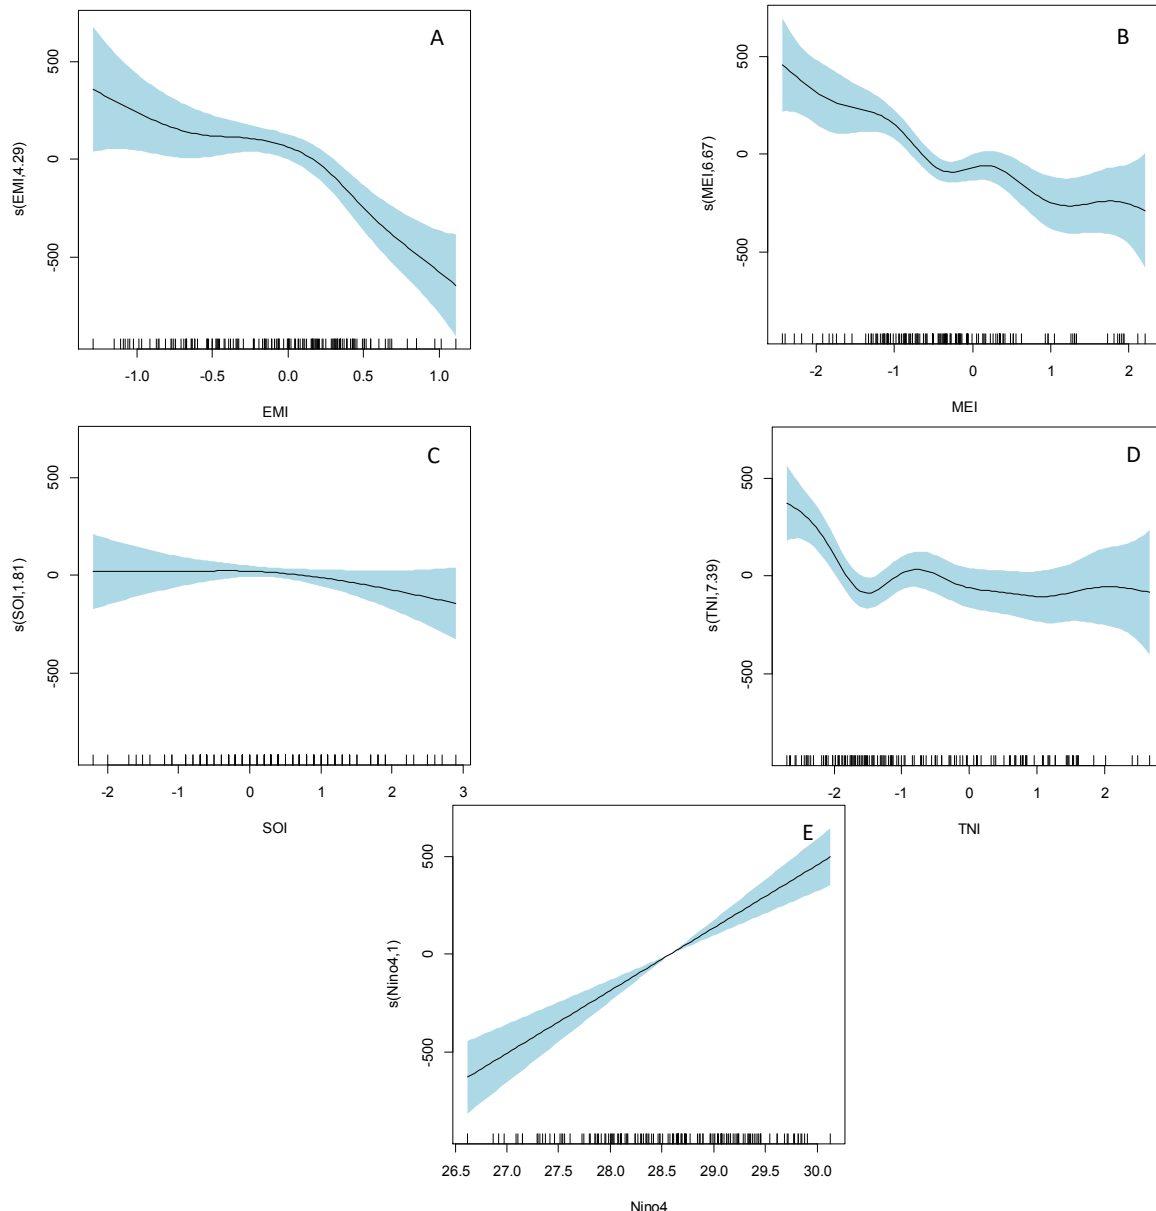 A
500
0
-500
s(EMI,4.29)
-1.0 -0.5 0.0 0.5 1.0
EMI
B
500
0
-500
s(MEI,6.67)
-2 -1 0 1 2
MEI
C
500
0
-500
s(SOI,1.81)
-2 -1 0 1 2 3
SOI
D
500
0
-500
s(TNI,7.39)
-2 -1 0 1 2
TNI
E
500
0
-500
s(Nino4,1)
26.5 27.0 27.5 28.0 28.5 29.0 29.5 30.0
Nino4